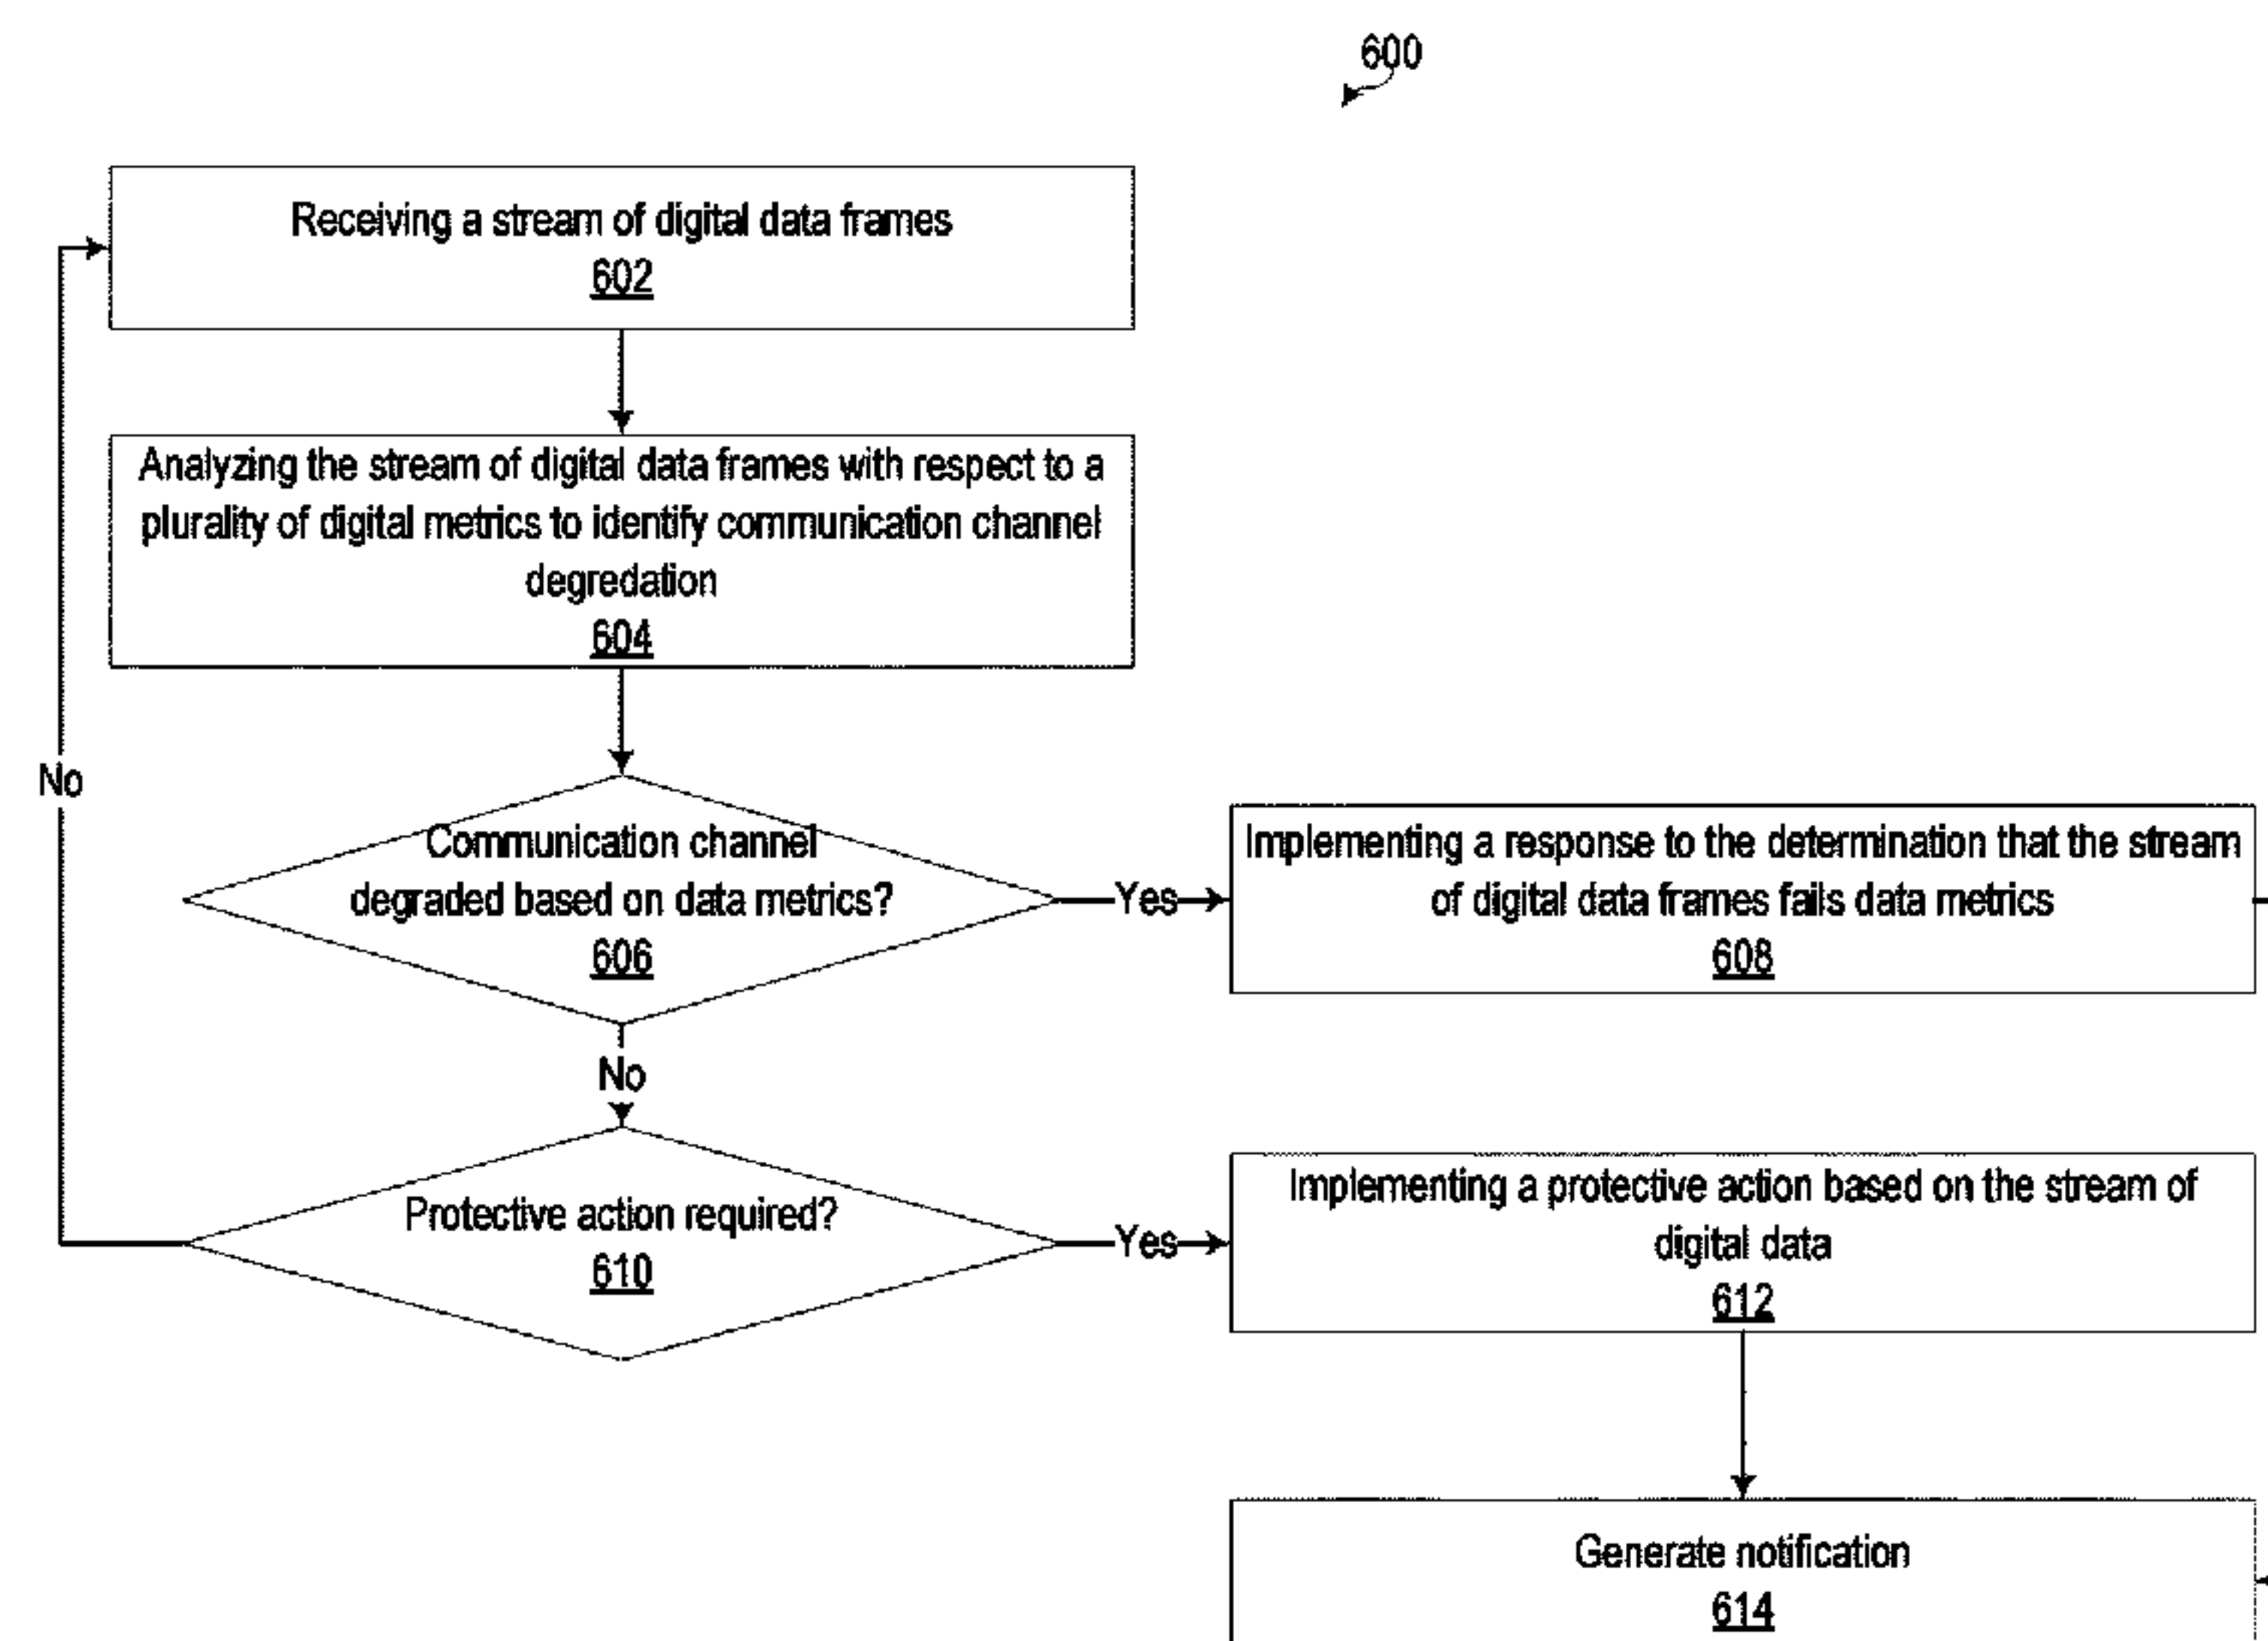 600
Receiving a stream of digital data frames
602
Analyzing the stream of digital data frames with respect to a
plurality of digital metrics to identify communication channel
degredation
604
No
Communication channel
degraded based on data metrics?
606
Yes
Implementing a response to the determination that the stream
of digital data frames fails data metrics
608
No
Protective action required?
610
Yes
Implementing a protective action based on the stream of
digital data
612
Generate notification
614